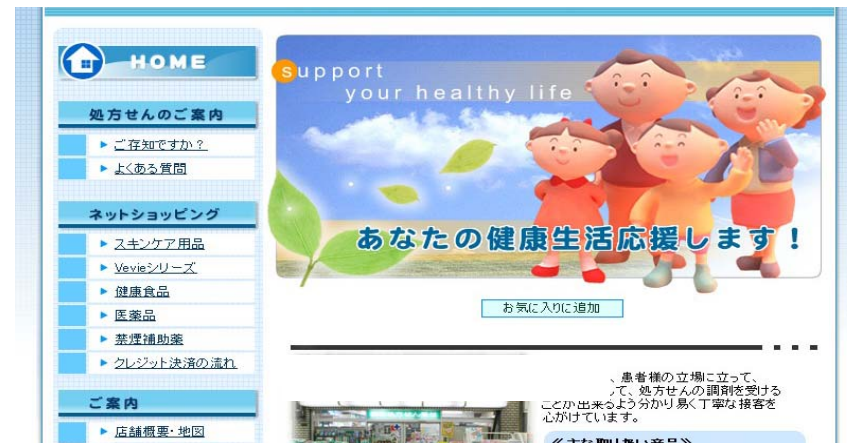 HOME
処方せんのご案内
ご存知ですか？
よくある質問
ネットショッピング
スキンケア用品
Vevieシリーズ
健康食品
医薬品
禁煙補助薬
クレジット決済の流れ
ご案内
店舗概要・地図
support
your healthy life
あなたの健康生活応援します！
お気に入りに追加
、患者様の立場に立って、
して、処方せんの調剤を受ける
ことが出来るよう分かり易く丁寧な接客を
心がけています。
≪主な取り扱い商品≫